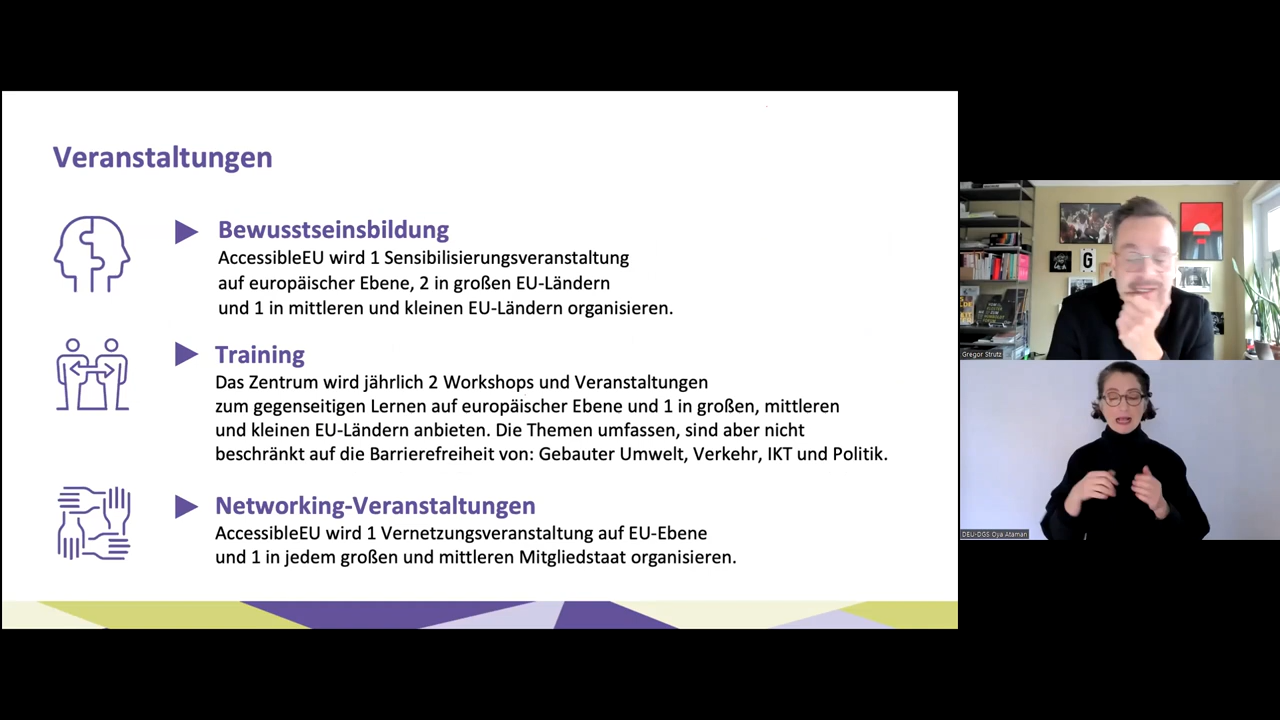 Veranstaltungen
Bewusstseinsbildung
AccessibleEU wird 1 Sensibilisierungsveranstaltung
auf europäischer Ebene, 2 in großen EU-Ländern
und 1 in mittleren und kleinen EU-Ländern organisieren.
Training
Das Zentrum wird jährlich 2 Workshops und Veranstaltungen
zum gegenseitigen Lernen auf europäischer Ebene und 1 in großen, mittleren
und kleinen EU-Ländern anbieten. Die Themen umfassen, sind aber nicht
beschränkt auf die Barrierefreiheit von: Gebauter Umwelt, Verkehr, IKT und Politik.
Networking-Veranstaltungen
AccessibleEU wird 1 Vernetzungsveranstaltung auf EU-Ebene
und 1 in jedem großen und mittleren Mitgliedstaat organisieren.
G
Gregor Strutz
DEU-DGS Oya Ataman